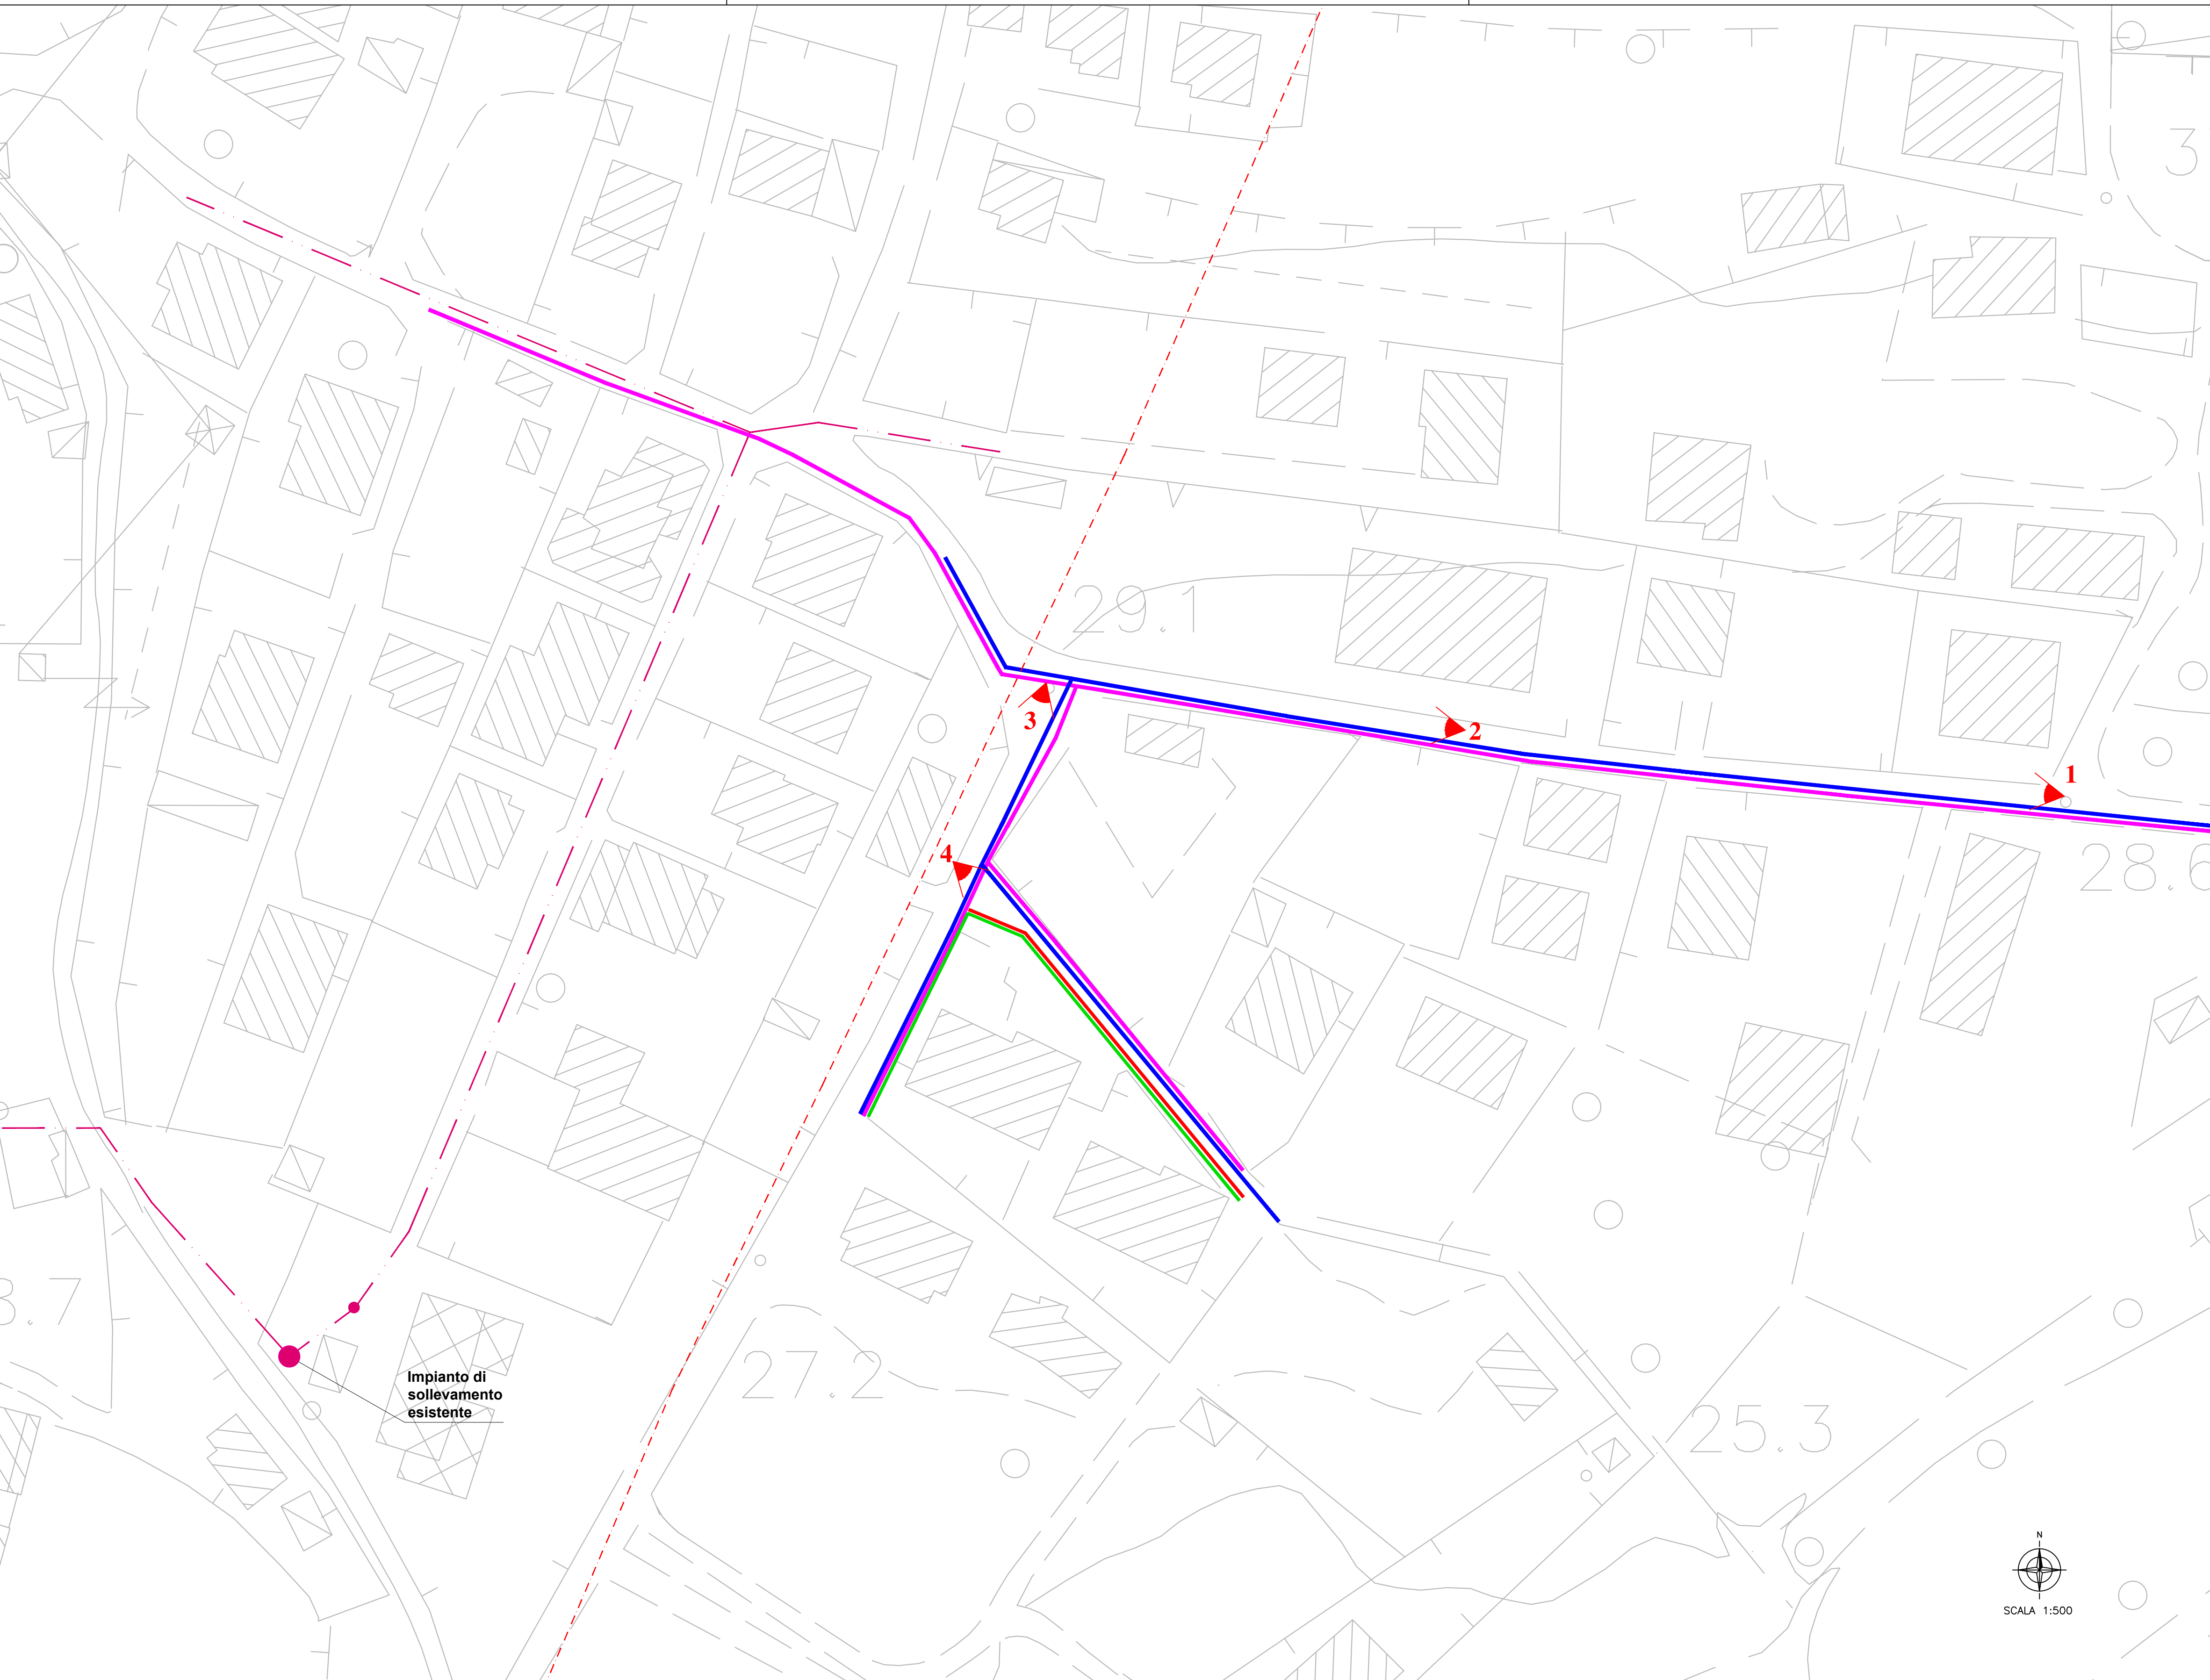 3
29.1
3
2
1
4
28.6
Impianto di
sollevamento
esistente
27.2
25.3
N
SCALA 1:500